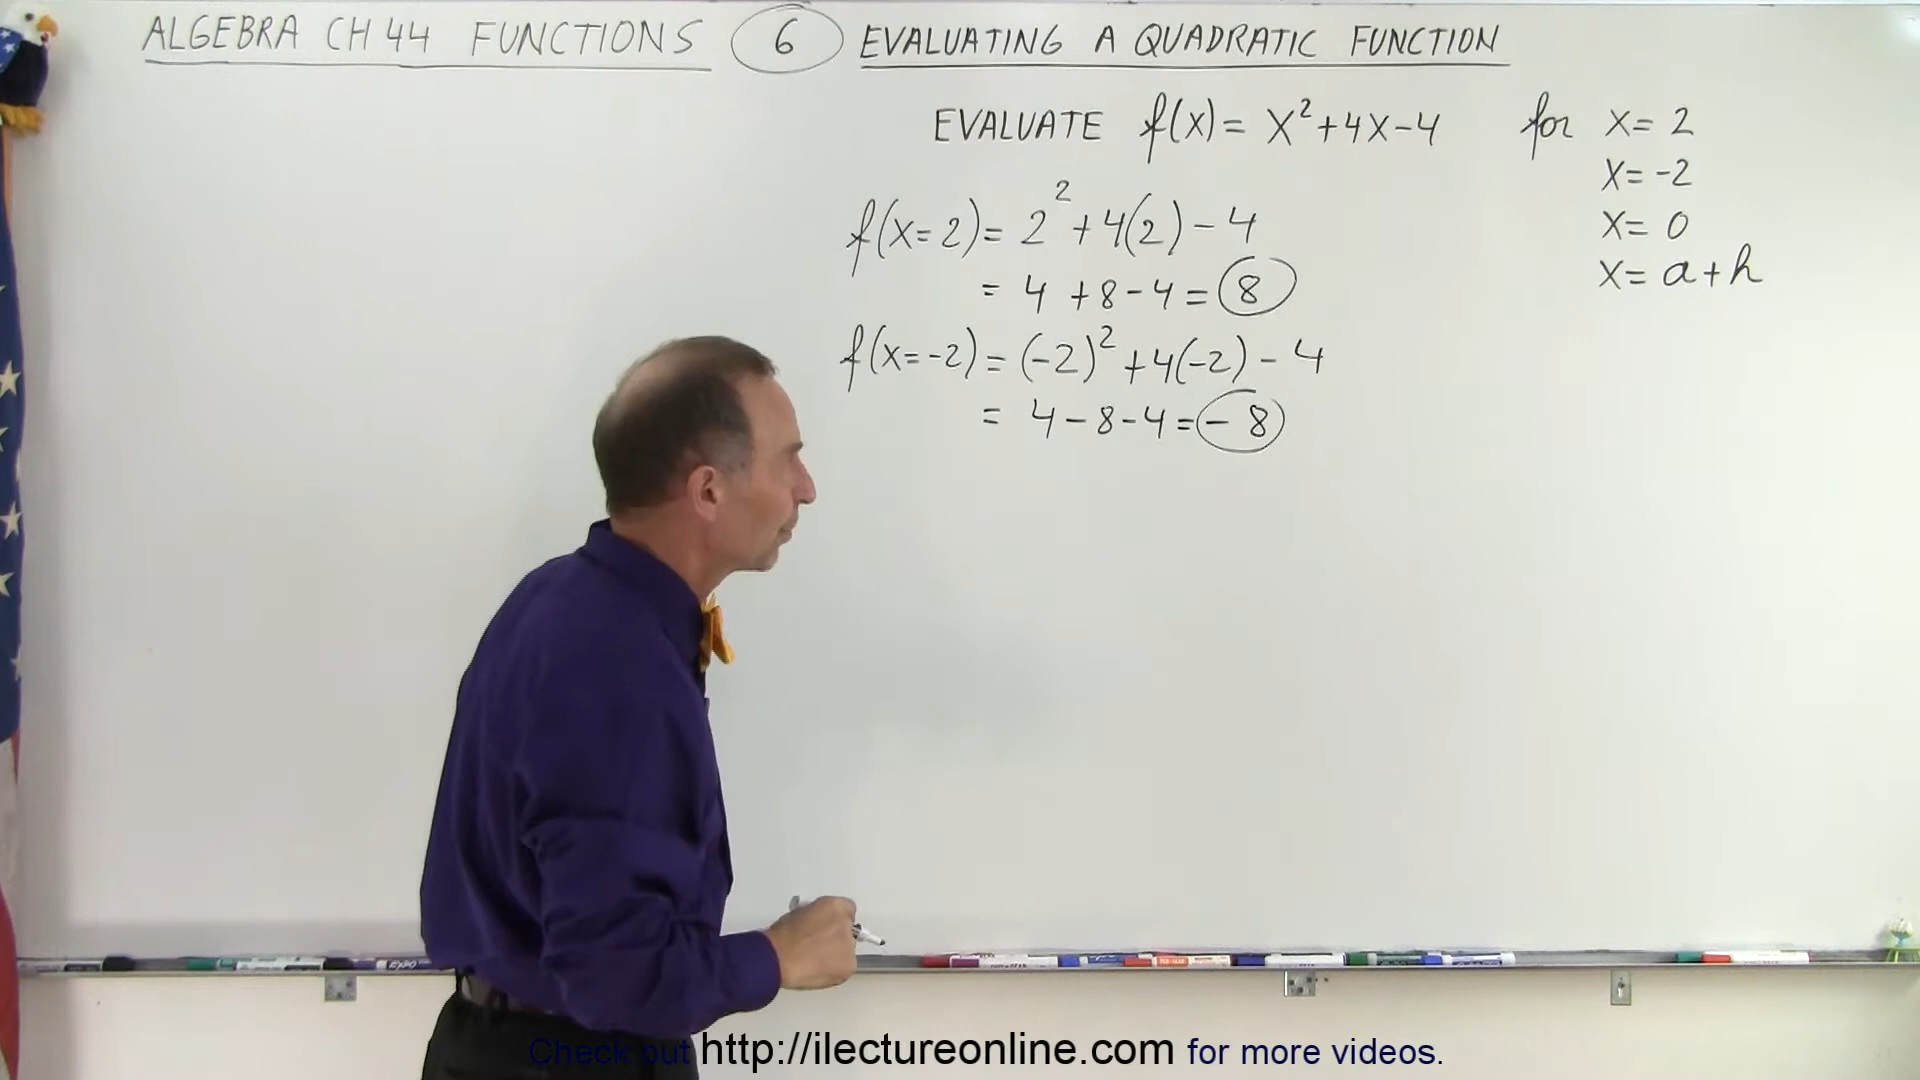 ALGEBRA CH 44 FUNCTIONS 6 EVALUATING A QUADRATIC FUNCTION
EVALUATE f(x) = x²+4x-4 for x = 2
x = -2
x = 0
x = a+h
f(x=2) = 2² + 4(2) - 4
= 4 + 8 - 4 = 8
f(x=-2) = (-2)² + 4(-2) - 4
= 4 - 8 - 4 = -8
EXPO
Check out http://ilectureonline.com for more videos.